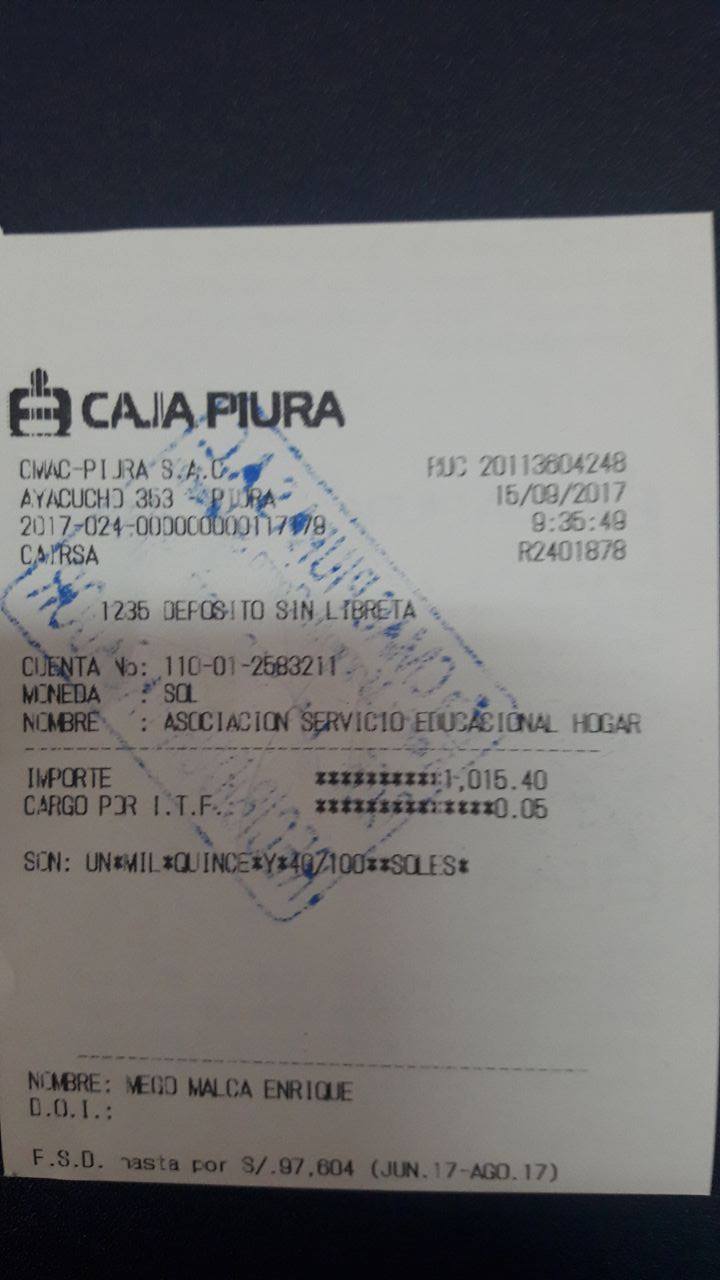 CAJA PIURA
CMAC-PIURA S.A.C. RUC 20113604248
AYACUCHO 353 - PIURA 15/09/2017
2017-024-000000000117179 9:35:49
CAJRSA R2401878
1235 DEPOSITO SIN LIBRETA
CUENTA No: 110-01-2583211
MONEDA : SOL
NOMBRE : ASOCIACION SERVICIO EDUCACIONAL HOGAR
IMPORTE **********1,015.40
CARGO POR I.T.F.: **************0.05
SON: UN*MIL*QUINCE*Y*40/100**SOLES*
NOMBRE: MEGO MALCA ENRIQUE
D.O.I.:
F.S.D. hasta por S/.97,604 (JUN.17-AGO.17)